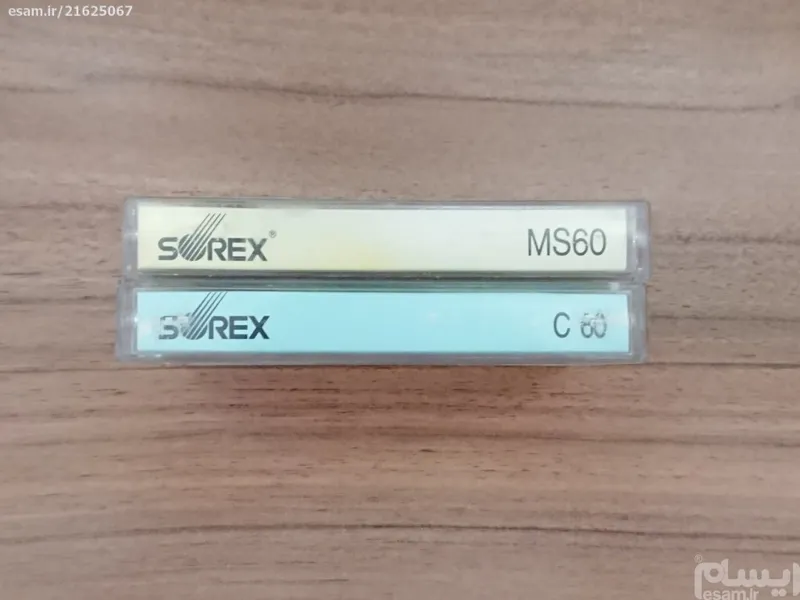 esam.ir/21625067
SOREX®
MS60
SOREX
C 60
ایسام®
esam.ir